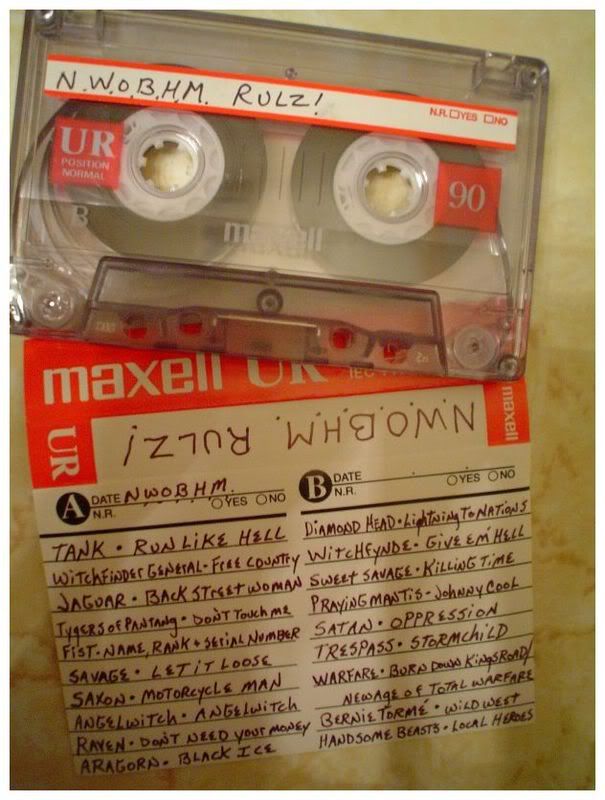 N.W.O.B.H.M. RULZ!
N.R. YES NO
UR
POSITION
NORMAL
90
B
maxell
maxell UR
maxell
UR
N.W.O.B.H.M. RULZ!
A DATE N.W.O.B.H.M.
N.R. YES NO
TANK • RUN LIKE HELL
WITCHFINDER GENERAL - FREE COUNTRY
JAGUAR • BACK STREET WOMAN
TYGERS OF PANTANG • DON'T TOUCH ME
FIST - NAME, RANK + SERIAL NUMBER
SAVAGE • LET IT LOOSE
SAXON • MOTORCYCLE MAN
ANGELWITCH • ANGELWITCH
RAVEN • DON'T NEED YOUR MONEY
ARAGORN • BLACK ICE
B DATE
N.R. YES NO
DIAMOND HEAD • LIGHTNING TO NATIONS
WITCHFYNDE • GIVE EM' HELL
SWEET SAVAGE • KILLING TIME
PRAYING MANTIS - JOHNNY COOL
SATAN • OPPRESSION
TRESPASS • STORMCHILD
WARFARE • BURN DOWN KINGS ROAD/
NEW AGE OF TOTAL WARFARE
BERNIE TORMÉ • WILD WEST
HANDSOME BEASTS • LOCAL HEROES